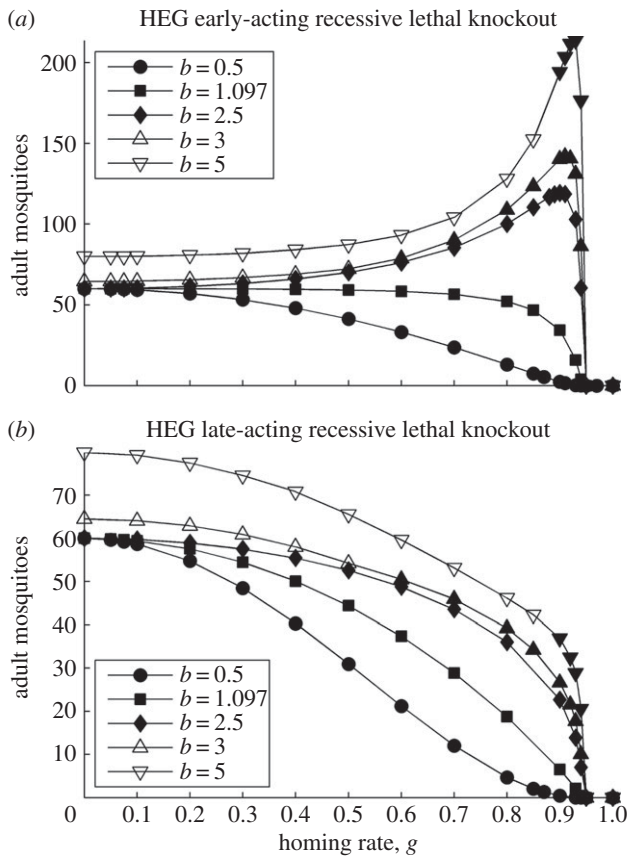 (a) HEG early-acting recessive lethal knockout
b = 0.5
b = 1.097
b = 2.5
b = 3
b = 5
adult mosquitoes
200
150
100
50
0
(b) HEG late-acting recessive lethal knockout
adult mosquitoes
70
60
50
40
30
20
10
b = 0.5
b = 1.097
b = 2.5
b = 3
b = 5
0 0.1 0.2 0.3 0.4 0.5 0.6 0.7 0.8 0.9 1.0
homing rate, g